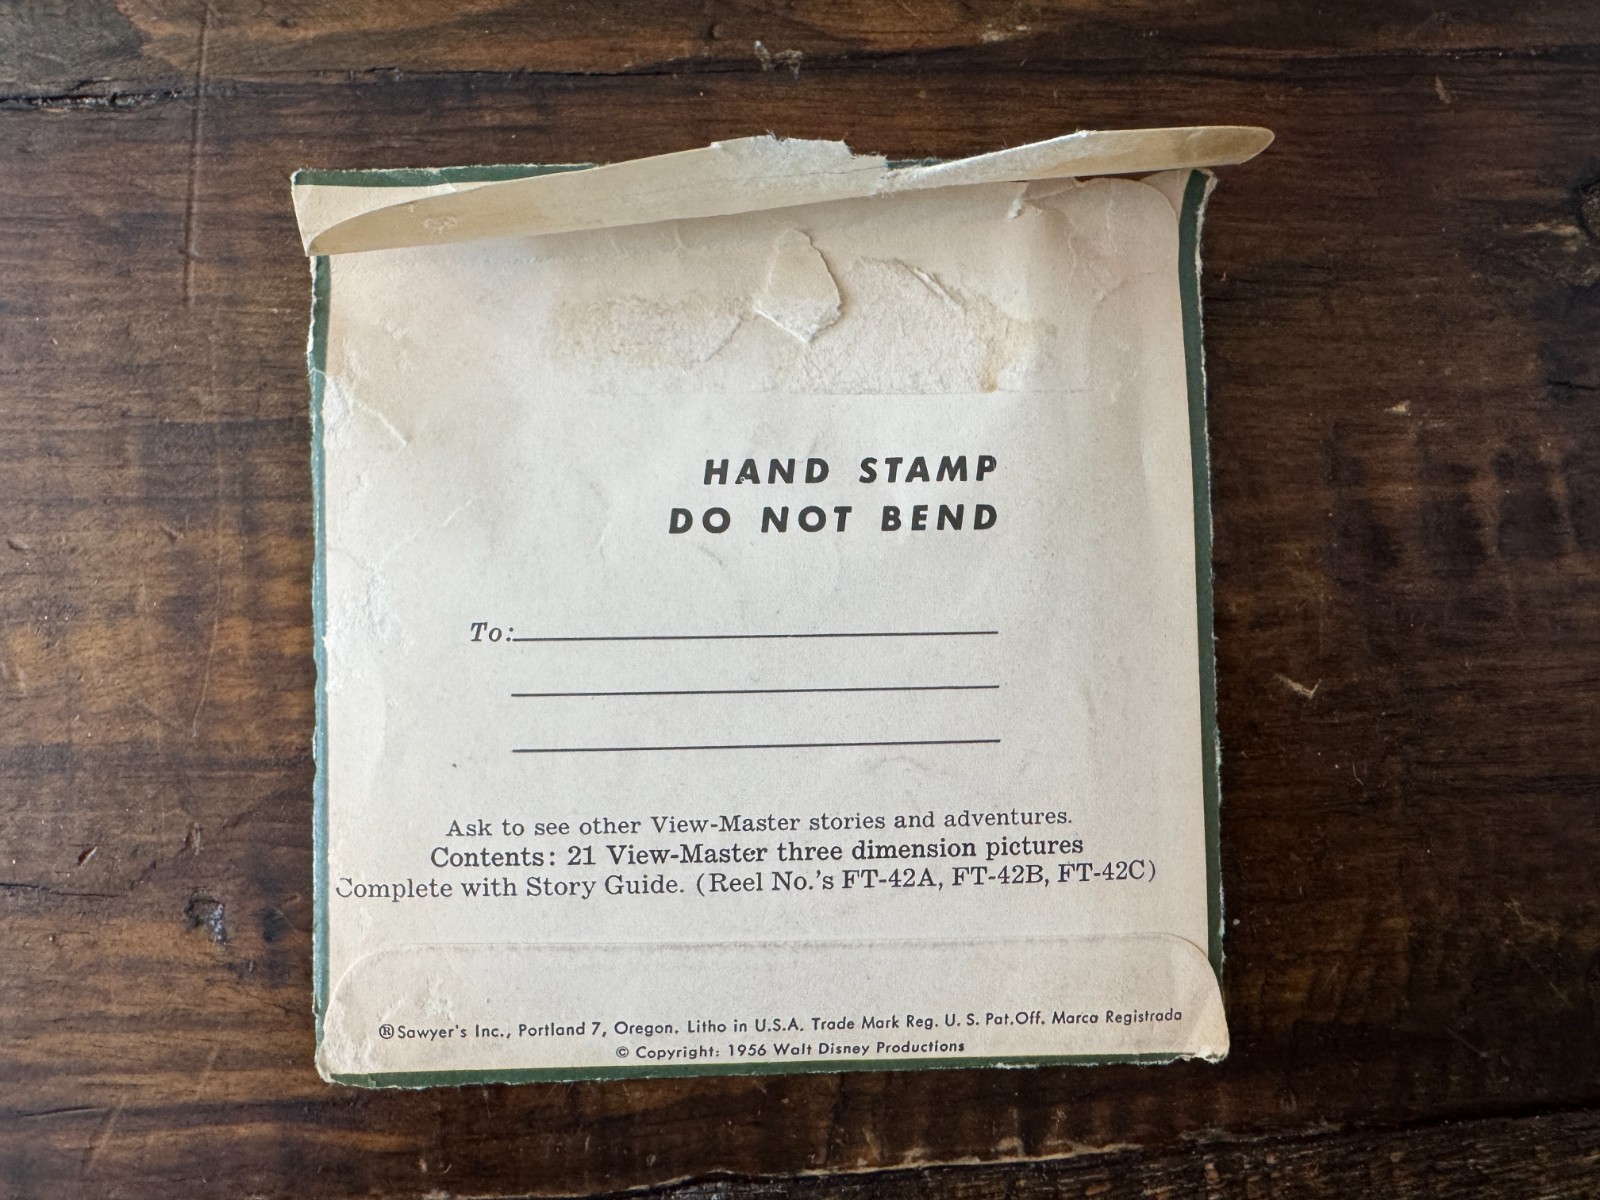 HAND STAMP
DO NOT BEND
To:
Ask to see other View-Master stories and adventures.
Contents: 21 View-Master three dimension pictures
Complete with Story Guide. (Reel No.'s FT-42A, FT-42B, FT-42C)
®Sawyer's Inc., Portland 7, Oregon. Litho in U.S.A. Trade Mark Reg. U. S. Pat.Off. Marca Registrada
© Copyright: 1956 Walt Disney Productions